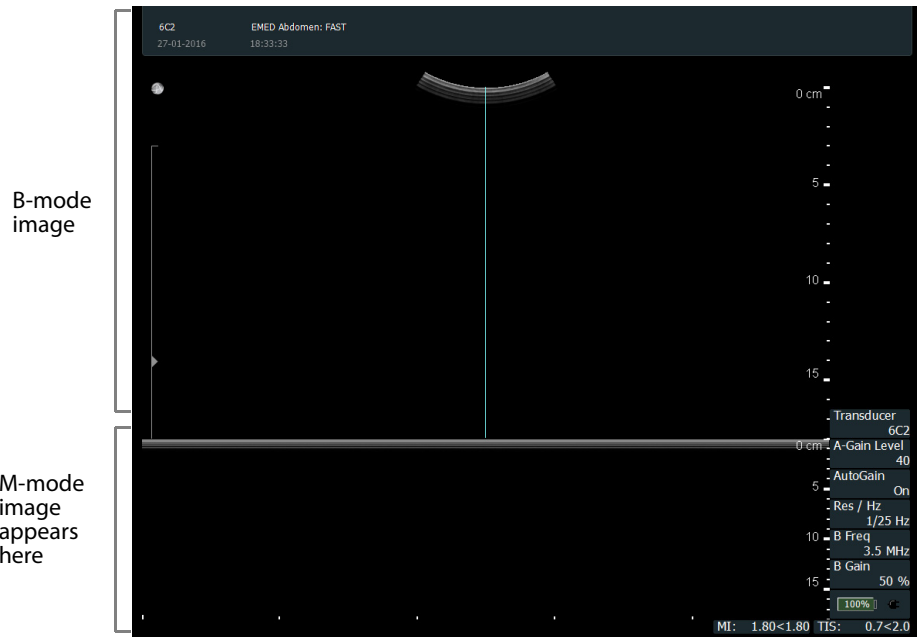 6C2 EMED Abdomen: FAST
27-01-2016 18:33:33
0 cm
5
B-mode
image
10
15
Transducer
6C2
0 cm
A-Gain Level
40
M-mode
image
appears
here
5
AutoGain
On
Res / Hz
1/25 Hz
10
B Freq
3.5 MHz
B Gain
50 %
15
100%
MI: 1.80<1.80 TIS: 0.7<2.0